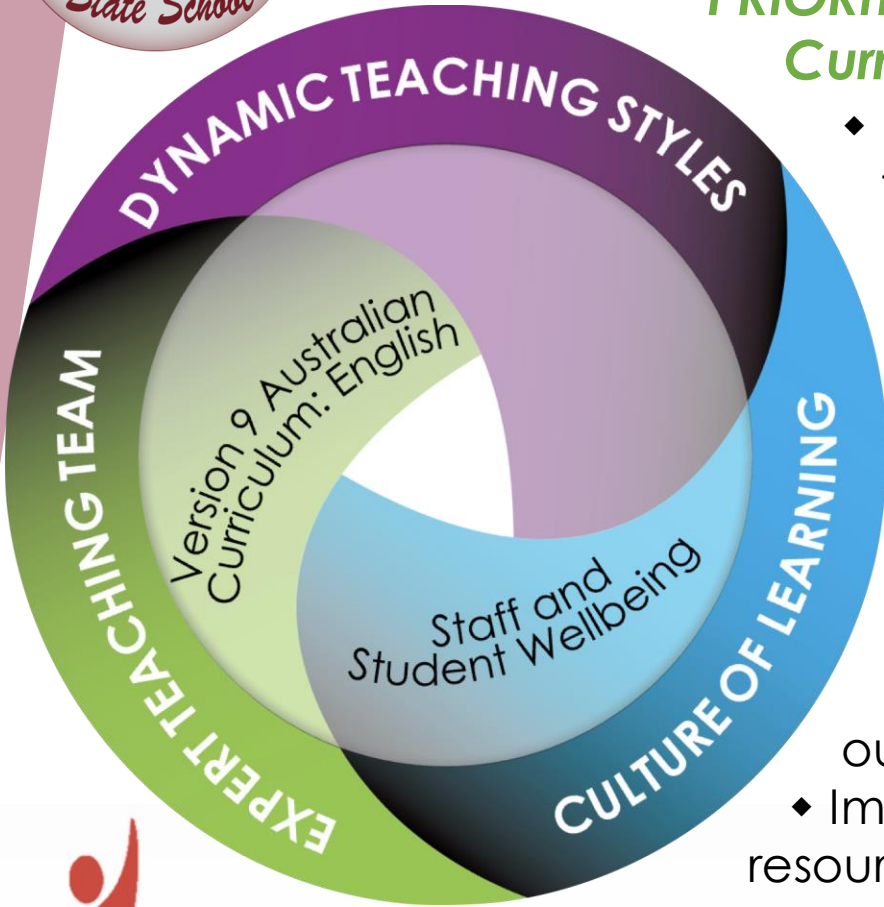 State School
DYNAMIC TEACHING STYLES
Curr
Version 9 Australian
Curriculum: English
EXPERT TEACHING TEAM
CULTURE OF LEARNING
Staff and
Student Wellbeing
ou
◆ Im
resour